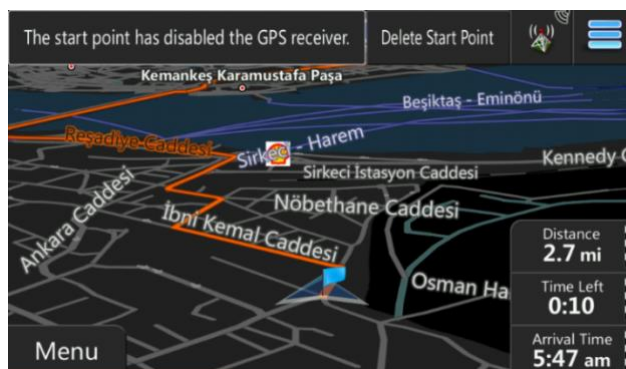 The start point has disabled the GPS receiver.
Delete Start Point
Kemankeş Karamustafa Paşa
Beşiktaş - Eminönü
Reşadiye Caddesi
Sirkeci - Harem
Sirkeci İstasyon Caddesi
Kennedy C
Ankara Caddesi
Nöbethane Caddesi
İbni Kemal Caddesi
Osman Ha
Distance
2.7 mi
Time Left
0:10
Arrival Time
5:47 am
Menu